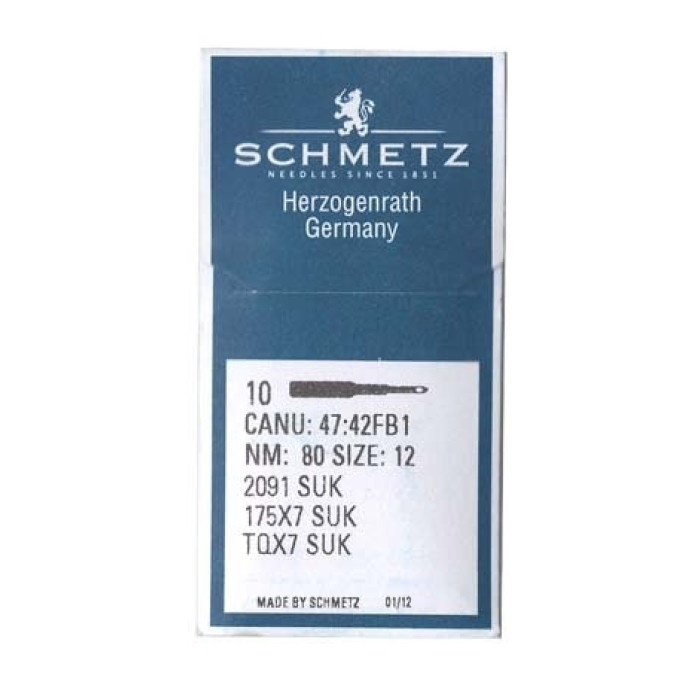 SCHMETZ
NEEDLES SINCE 1851
Herzogenrath
Germany
10
CANU: 47:42FB1
NM: 80 SIZE: 12
2091 SUK
175X7 SUK
TQX7 SUK
MADE BY SCHMETZ 01/12